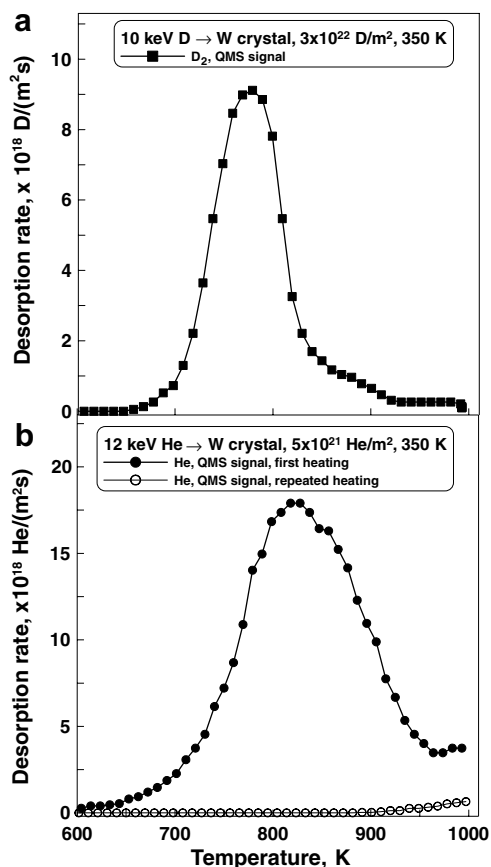 a
10 keV D → W crystal, 3x10²² D/m², 350 K
D₂, QMS signal
Desorption rate, x 10¹⁸ D/(m²s)
10
8
6
4
2
0
b
12 keV He → W crystal, 5x10²¹ He/m², 350 K
He, QMS signal, first heating
He, QMS signal, repeated heating
Desorption rate, x10¹⁸ He/(m²s)
20
15
10
5
0
600 700 800 900 1000
Temperature, K